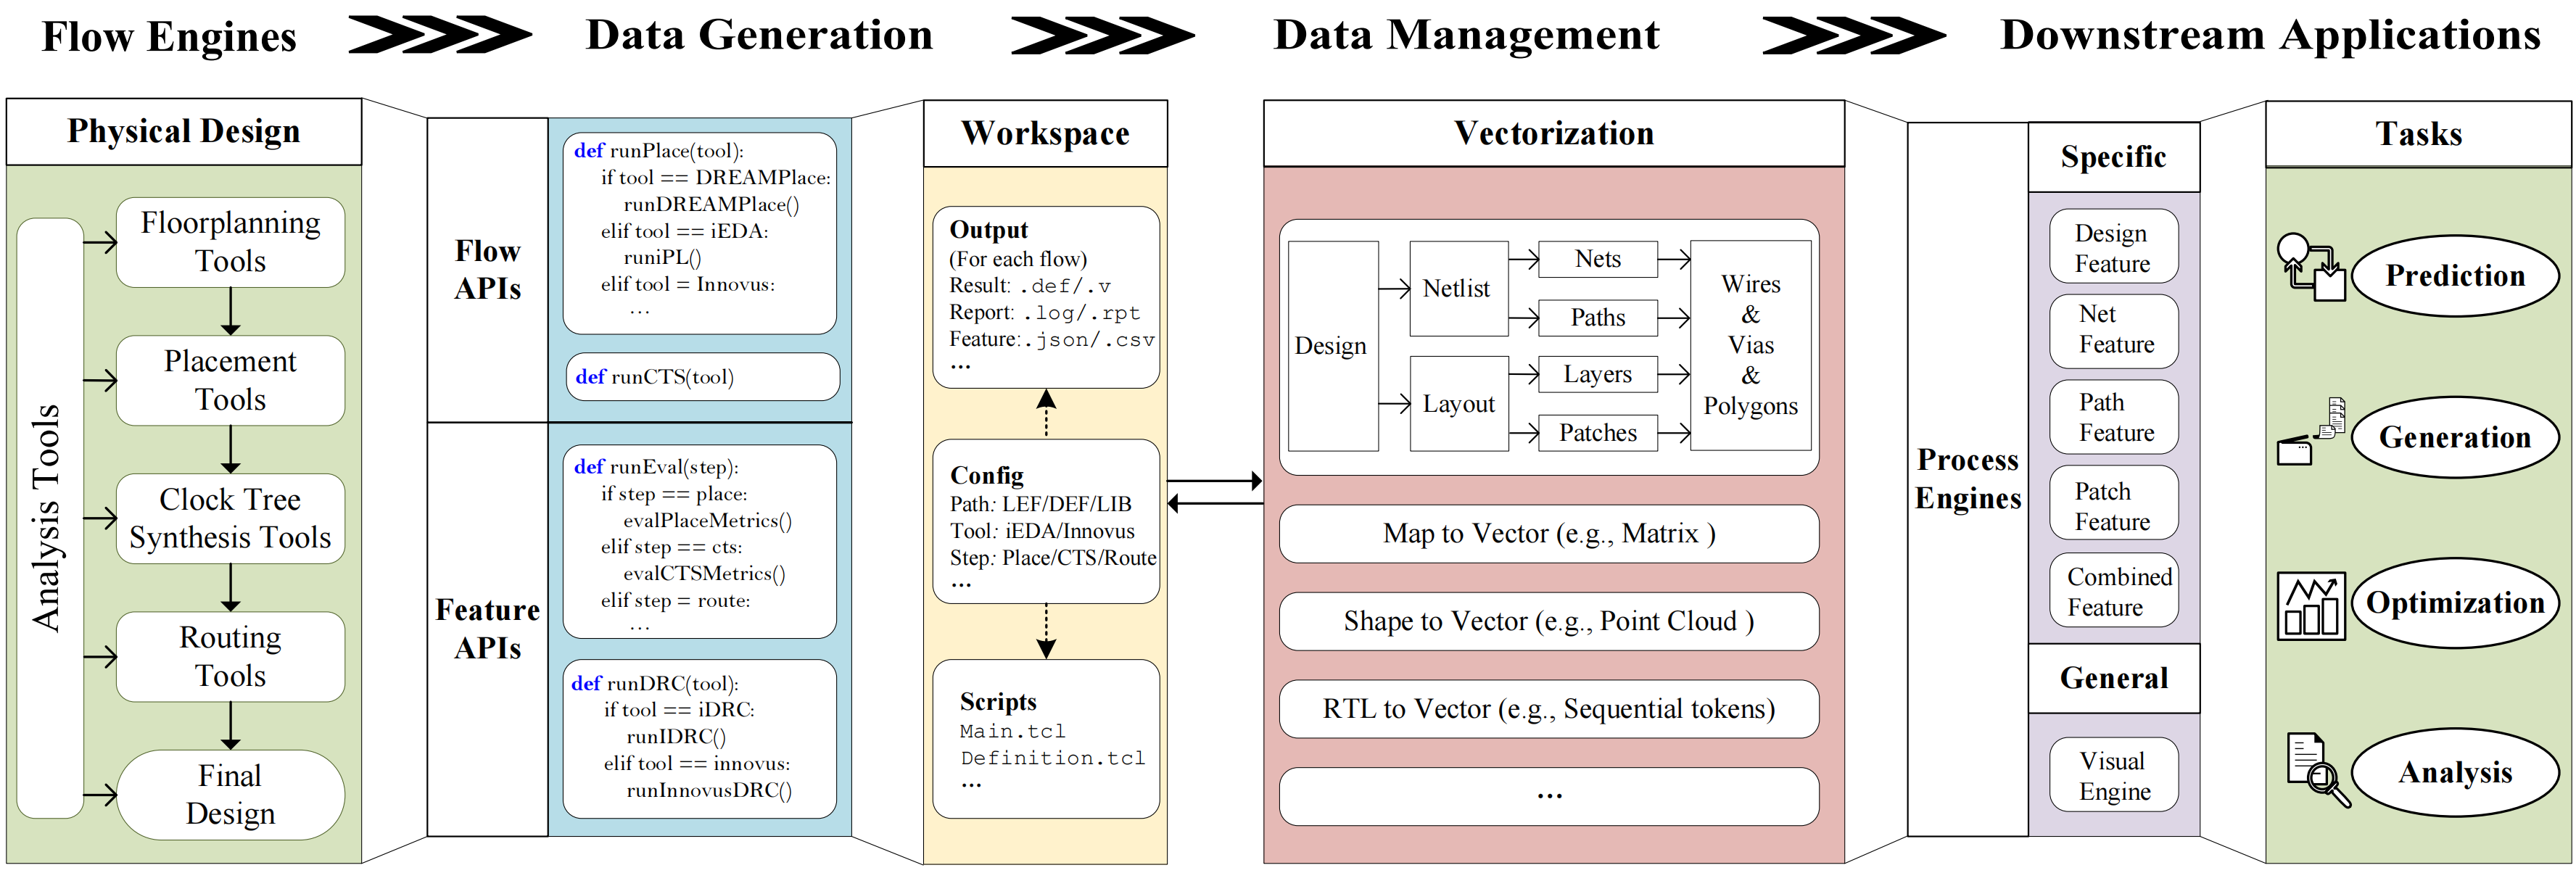 Flow Engines
Data Generation
Data Management
Downstream Applications
Physical Design
Analysis Tools
Floorplanning
Tools
Placement
Tools
Clock Tree
Synthesis Tools
Routing
Tools
Final
Design
Flow
APIs
def runPlace(tool):
if tool == DREAMPlace:
runDREAMPlace()
elif tool == iEDA:
runiPL()
elif tool = Innovus:
...
def runCTS(tool)
Feature
APIs
def runEval(step):
if step == place:
evalPlaceMetrics()
elif step == cts:
evalCTSMetrics()
elif step = route:
...
def runDRC(tool):
if tool == iDRC:
runIDRC()
elif tool == innovus:
runInnovusDRC()
Workspace
Output
(For each flow)
Result: .def/.v
Report: .log/.rpt
Feature:.json/.csv
...
Config
Path: LEF/DEF/LIB
Tool: iEDA/Innovus
Step: Place/CTS/Route
...
Scripts
Main.tcl
Definition.tcl
...
Vectorization
Design
Netlist
Layout
Nets
Paths
Layers
Patches
Wires
&
Vias
&
Polygons
Map to Vector (e.g., Matrix )
Shape to Vector (e.g., Point Cloud )
RTL to Vector (e.g., Sequential tokens)
...
Process
Engines
Specific
Design
Feature
Net
Feature
Path
Feature
Patch
Feature
Combined
Feature
General
Visual
Engine
Tasks
Prediction
Generation
Optimization
Analysis